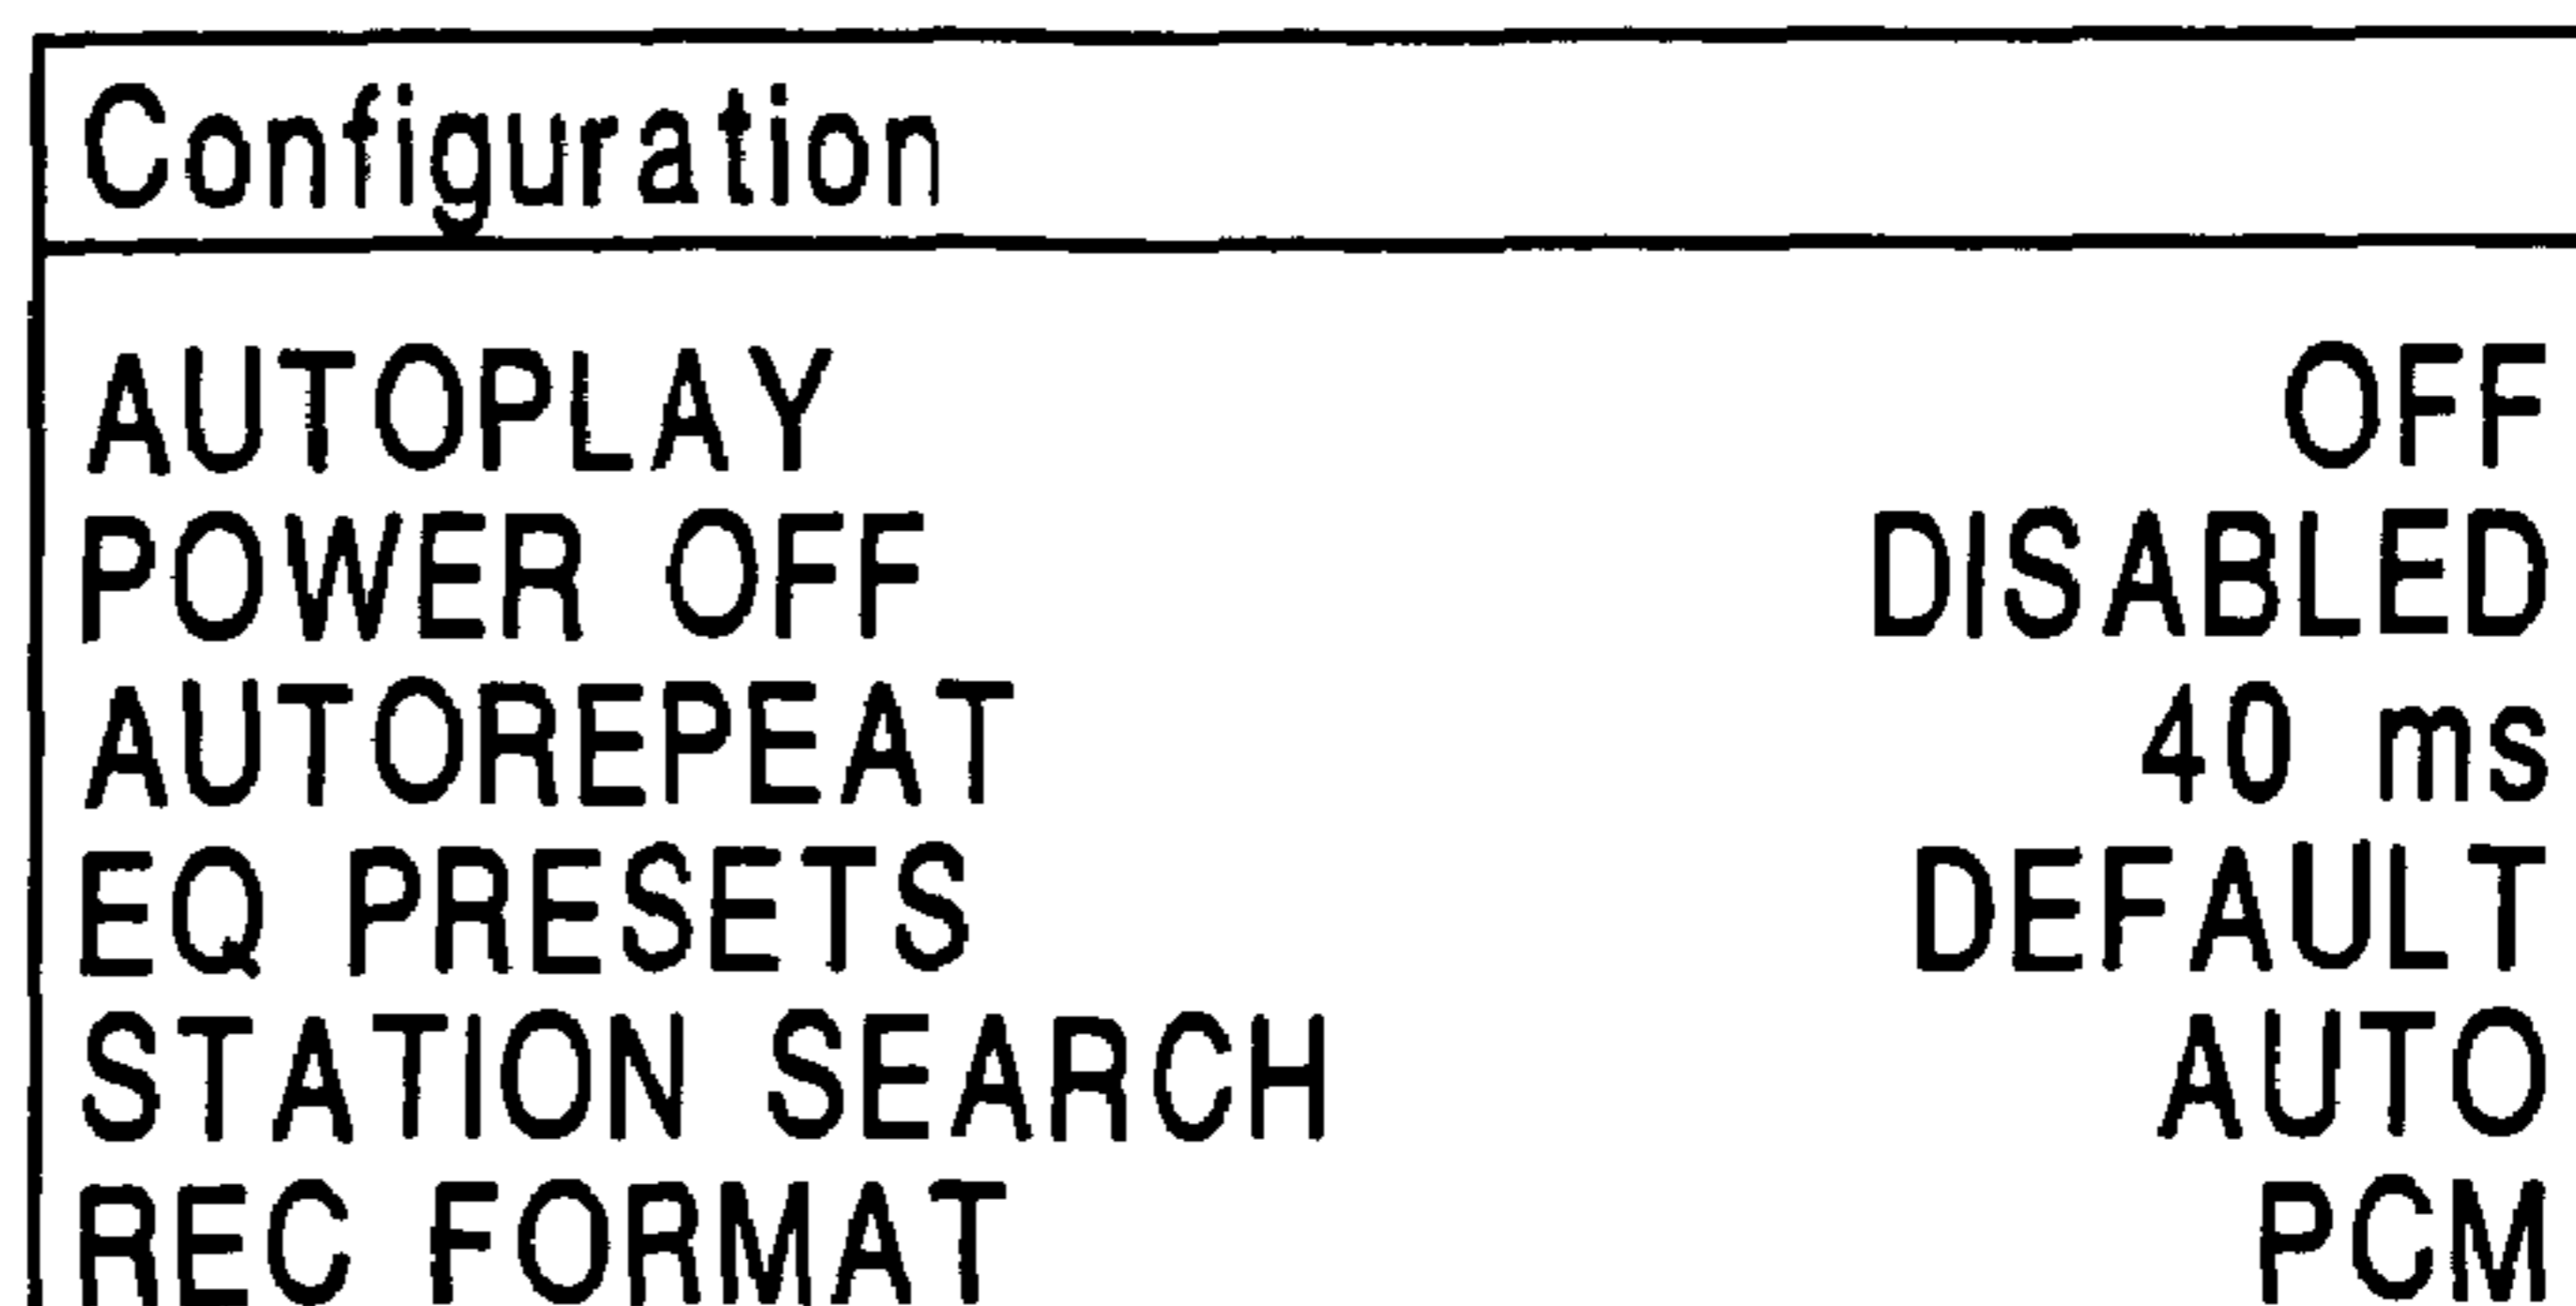 Configuration
AUTOPLAY OFF
POWER OFF DISABLED
AUTOREPEAT 40 ms
EQ PRESETS DEFAULT
STATION SEARCH AUTO
REC FORMAT PCM